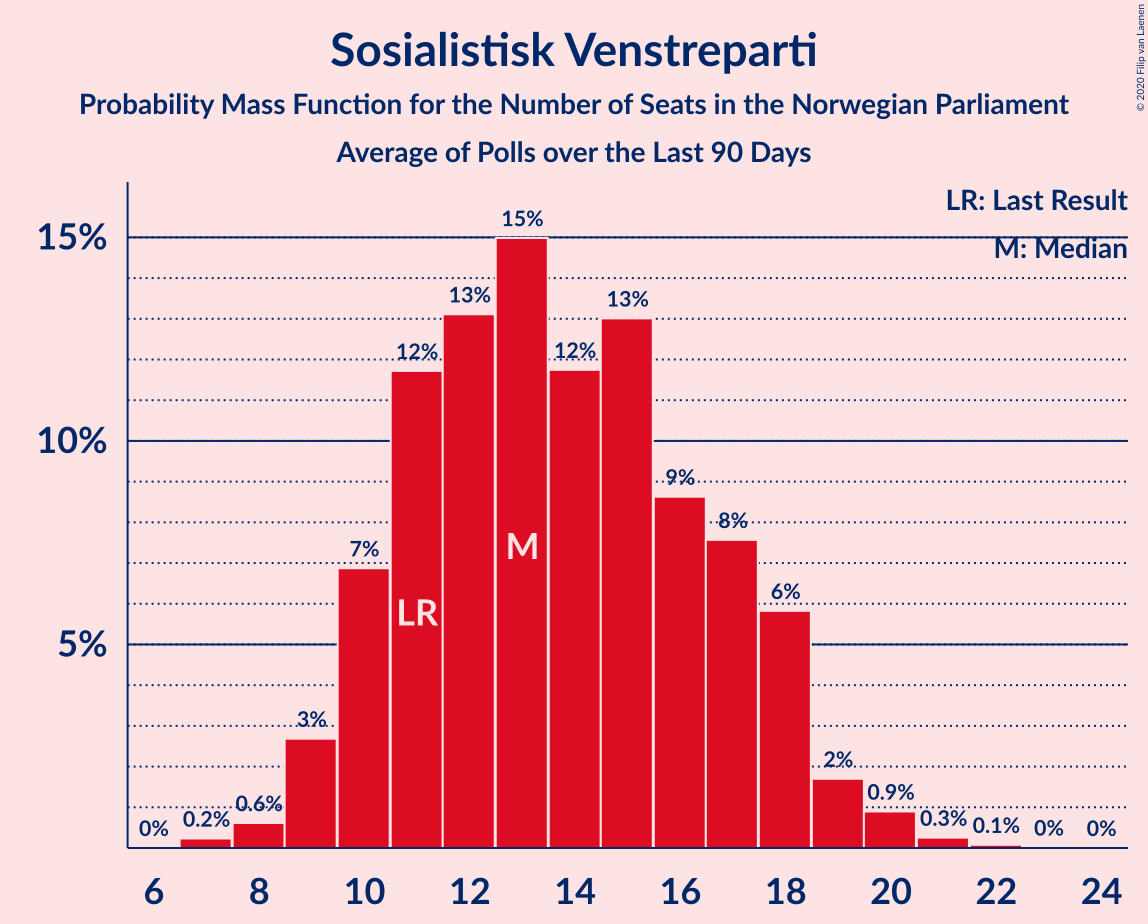 Sosialistisk Venstreparti
Probability Mass Function for the Number of Seats in the Norwegian Parliament
Average of Polls over the Last 90 Days
© 2020 Filip van Laenen
LR: Last Result
M: Median
15%
10%
5%
0%
0.2%
0.6%
3%
7%
12%
13%
15%
12%
13%
9%
8%
6%
2%
0.9%
0.3%
0.1%
0%
0%
LR
M
6 8 10 12 14 16 18 20 22 24